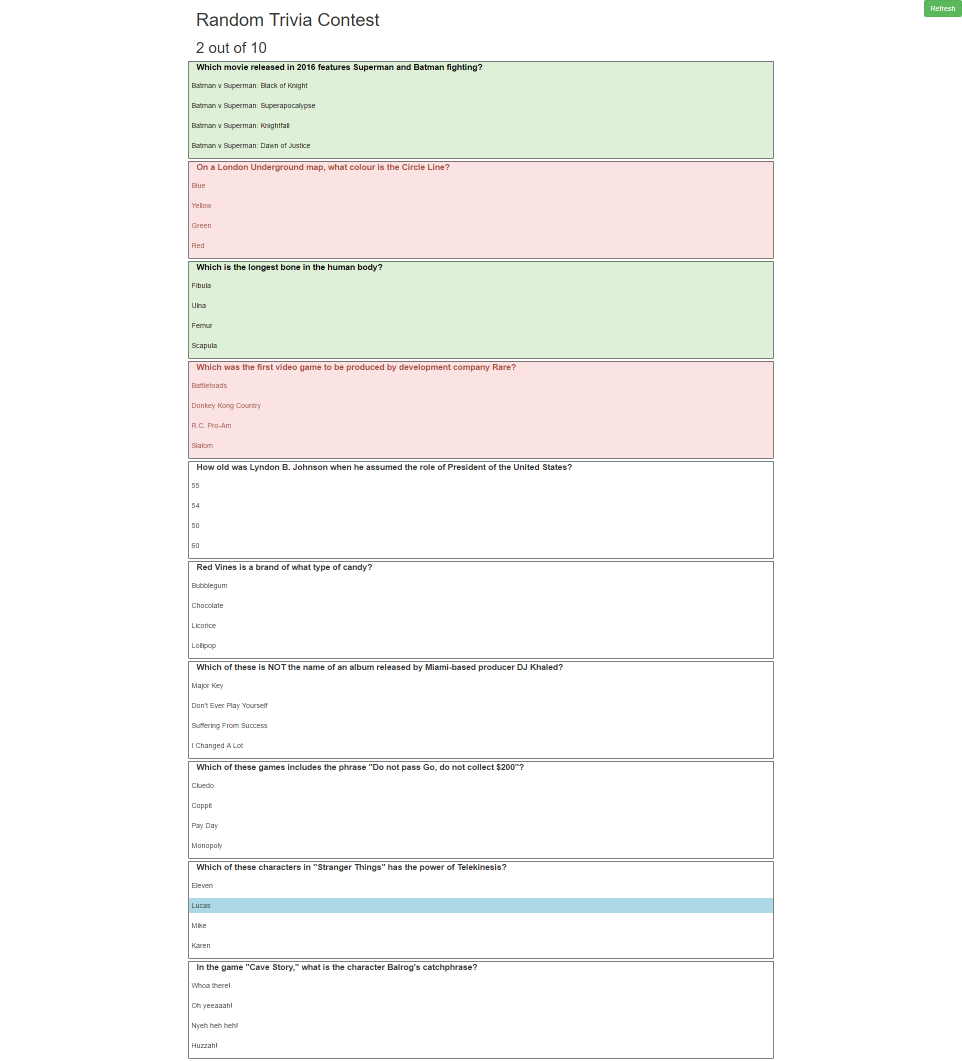 Refresh
Random Trivia Contest
2 out of 10
Which movie released in 2016 features Superman and Batman fighting?
Batman v Superman: Black of Knight
Batman v Superman: Superapocalypse
Batman v Superman: Knightfall
Batman v Superman: Dawn of Justice
On a London Underground map, what colour is the Circle Line?
Blue
Yellow
Green
Red
Which is the longest bone in the human body?
Fibula
Ulna
Femur
Scapula
Which was the first video game to be produced by development company Rare?
Battletoads
Donkey Kong Country
R.C. Pro-Am
Slalom
How old was Lyndon B. Johnson when he assumed the role of President of the United States?
55
54
50
60
Red Vines is a brand of what type of candy?
Bubblegum
Chocolate
Licorice
Lollipop
Which of these is NOT the name of an album released by Miami-based producer DJ Khaled?
Major Key
Don't Ever Play Yourself
Suffering From Success
I Changed A Lot
Which of these games includes the phrase "Do not pass Go, do not collect $200"?
Cluedo
Coppit
Pay Day
Monopoly
Which of these characters in "Stranger Things" has the power of Telekinesis?
Eleven
Lucas
Mike
Karen
In the game "Cave Story," what is the character Balrog's catchphrase?
Whoa there!
Oh yeeaaah!
Nyeh heh heh!
Huzzah!